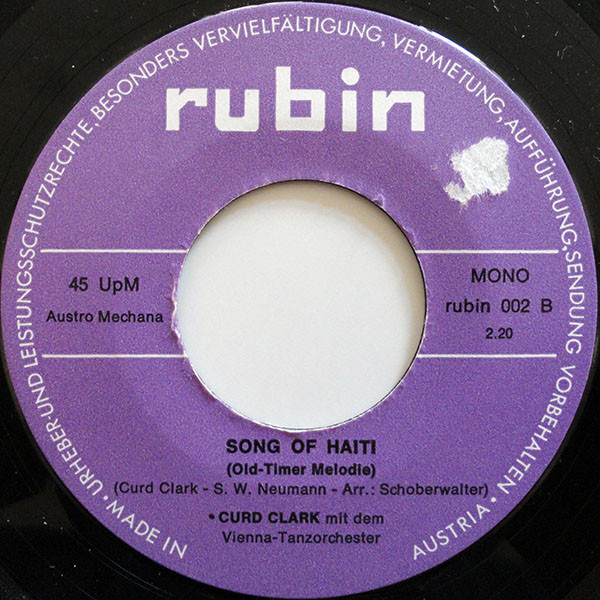 URHEBER-UND LEISTUNGSSCHUTZRECHTE, BESONDERS VERVIELFÄLTIGUNG, VERMIETUNG, AUFFÜHRUNG, SENDUNG VORBEHALTEN
rubin
45 UpM
Austro Mechana
MONO
rubin 002 B
2.20
SONG OF HAITI
(Old-Timer Melodie)
(Curd Clark - S. W. Neumann - Arr.: Schoberwalter)
• CURD CLARK mit dem
Vienna-Tanzorchester
• MADE IN AUSTRIA •